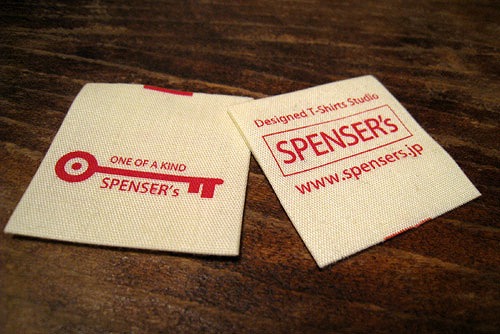 ONE OF A KIND
SPENSER's
Designed T-Shirts Studio
SPENSER's
www.spensers.jp